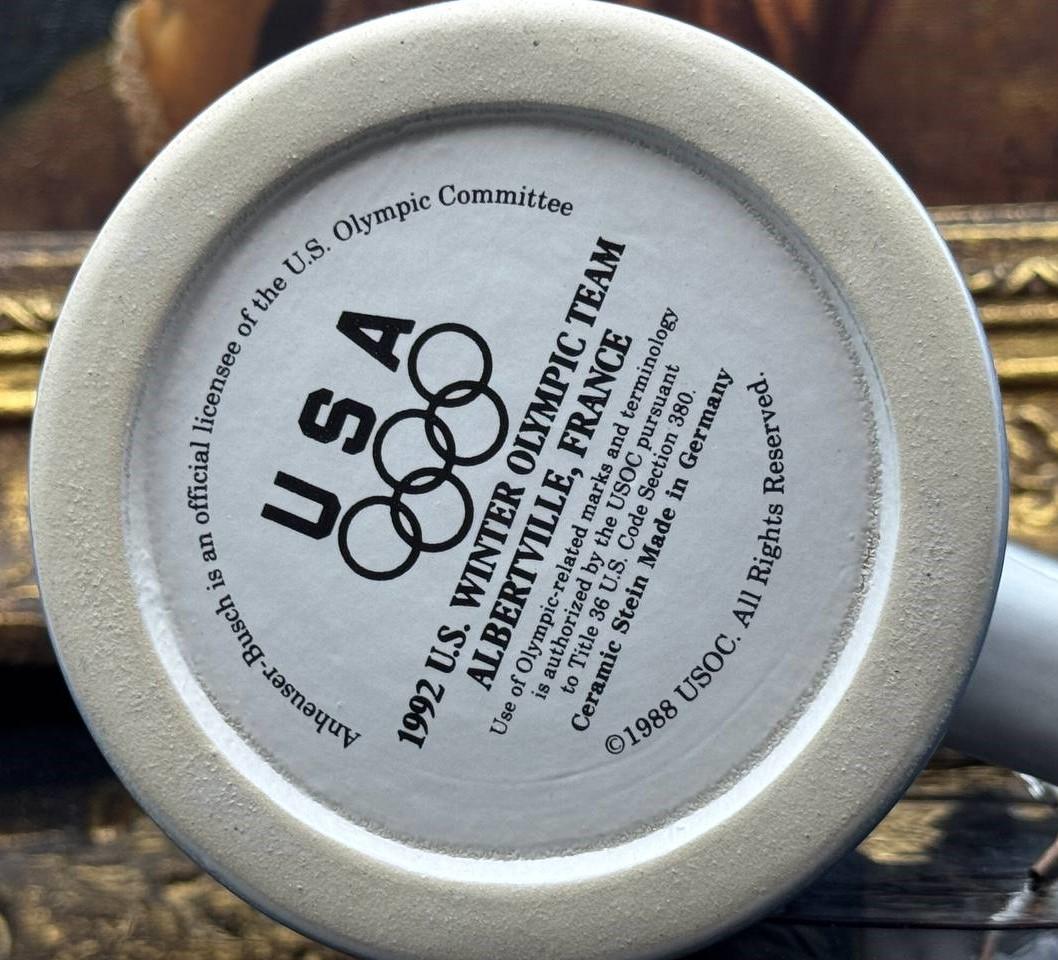 Anheuser-Busch is an official licensee of the U.S. Olympic Committee
USA
1992 U.S. WINTER OLYMPIC TEAM
ALBERTVILLE, FRANCE
Use of Olympic-related marks and terminology
is authorized by the USOC pursuant
to Title 36 U.S. Code Section 380.
Ceramic Stein Made in Germany
©1988 USOC. All Rights Reserved.